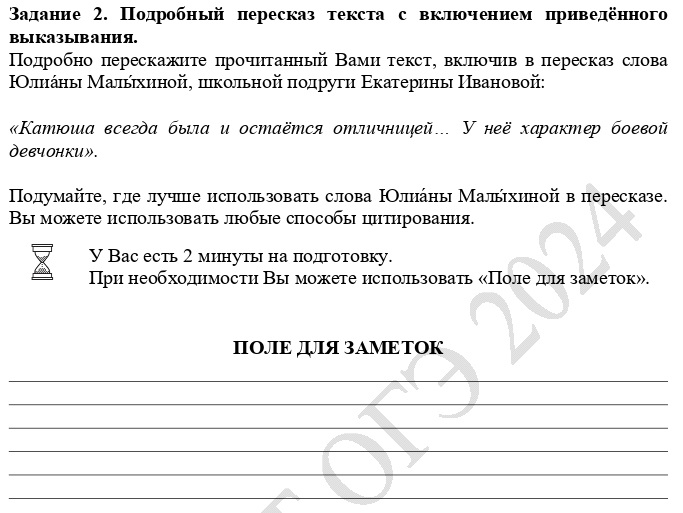 Задание 2. Подробный пересказ текста с включением приведённого
высказывания.
Подробно перескажите прочитанный Вами текст, включив в пересказ слова
Юлиа́ны Малы́хиной, школьной подруги Екатерины Ивановой:
«Катюша всегда была и остаётся отличницей… У неё характер боевой
девчонки».
Подумайте, где лучше использовать слова Юлиа́ны Малы́хиной в пересказе.
Вы можете использовать любые способы цитирования.
У Вас есть 2 минуты на подготовку.
При необходимости Вы можете использовать «Поле для заметок».
ПОЛЕ ДЛЯ ЗАМЕТОК
ОГЭ 2024